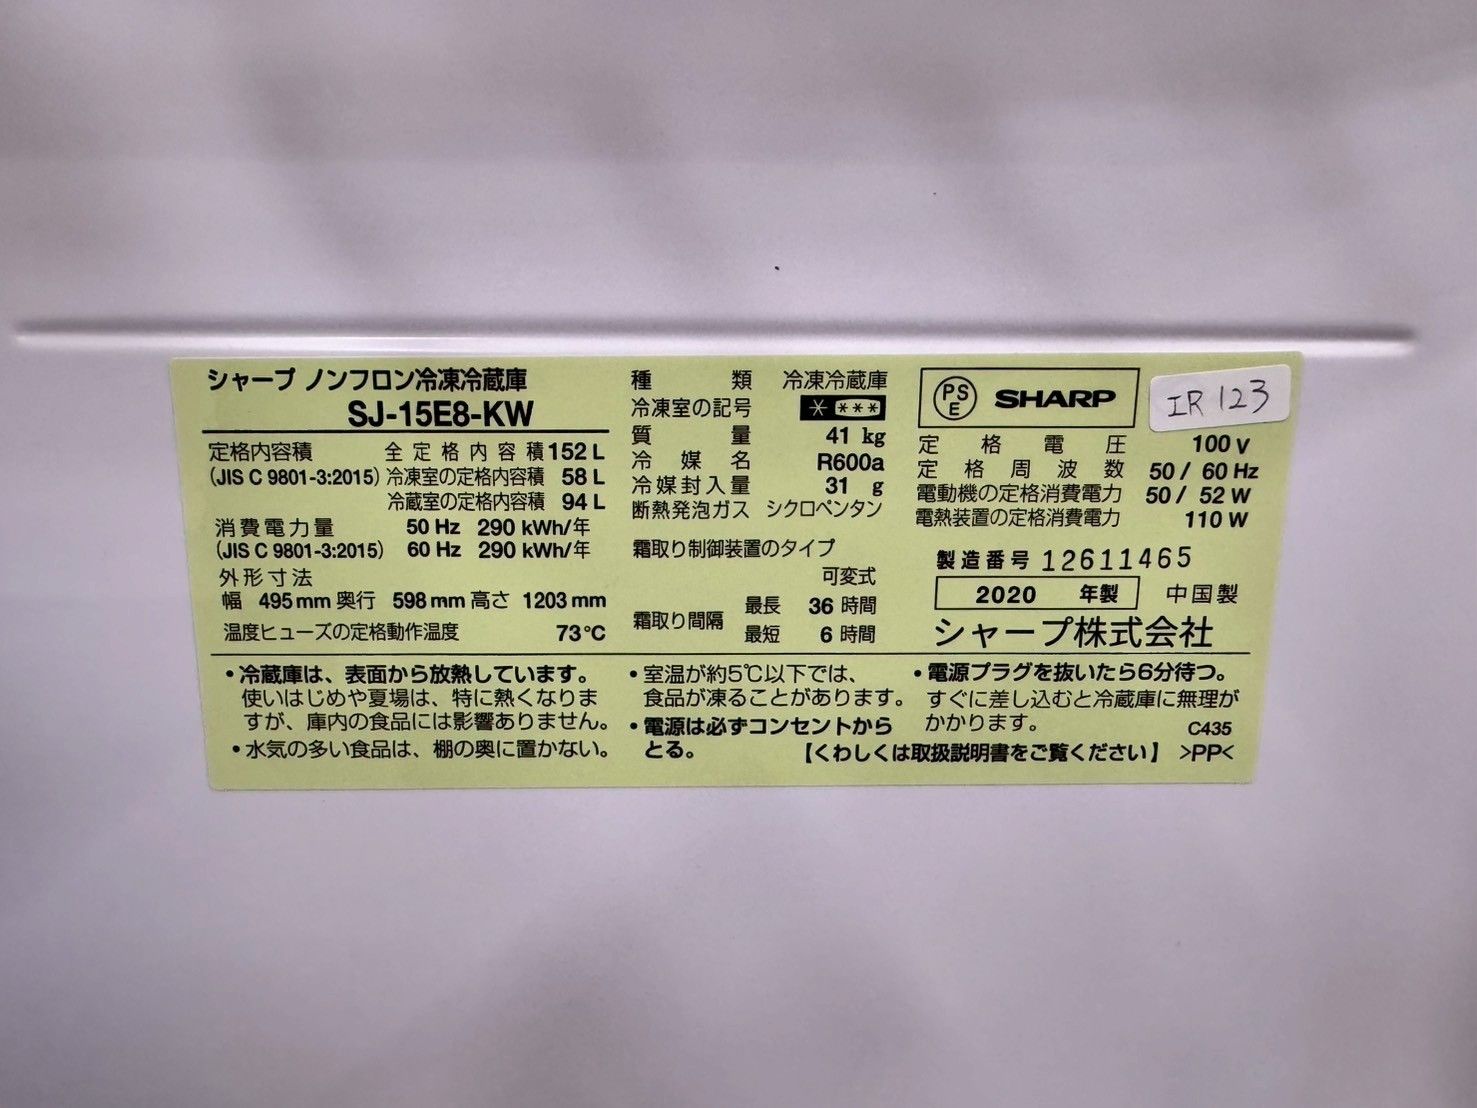 シャープ ノンフロン冷凍冷蔵庫
SJ-15E8-KW
定格内容積 全定格内容積 152 L
(JIS C 9801-3:2015) 冷凍室の定格内容積 58 L
冷蔵室の定格内容積 94 L
消費電力量 50 Hz 290 kWh/年
(JIS C 9801-3:2015) 60 Hz 290 kWh/年
外形寸法
幅 495 mm 奥行 598 mm 高さ 1203 mm
温度ヒューズの定格動作温度 73℃
種類 冷凍冷蔵庫
冷凍室の記号 * ***
質量 41 kg
冷媒名 R600a
冷媒封入量 31 g
断熱発泡ガス シクロペンタン
霜取り制御装置のタイプ
可変式
霜取り間隔 最長 36 時間
最短 6 時間
PSE SHARP
IR 123
定格電圧 100 V
定格周波数 50 / 60 Hz
電動機の定格消費電力 50 / 52 W
電熱装置の定格消費電力 110 W
製造番号 12611465
2020 年製 中国製
シャープ株式会社
・冷蔵庫は、表面から放熱しています。
使いはじめや夏場は、特に熱くなりま
すが、庫内の食品には影響ありません。
・水気の多い食品は、棚の奥に置かない。
・室温が約5℃以下では、
食品が凍ることがあります。
・電源は必ずコンセントから
とる。
・電源プラグを抜いたら6分待つ。
すぐに差し込むと冷蔵庫に無理が
かかります。
C435
【くわしくは取扱説明書をご覧ください】 >PP<